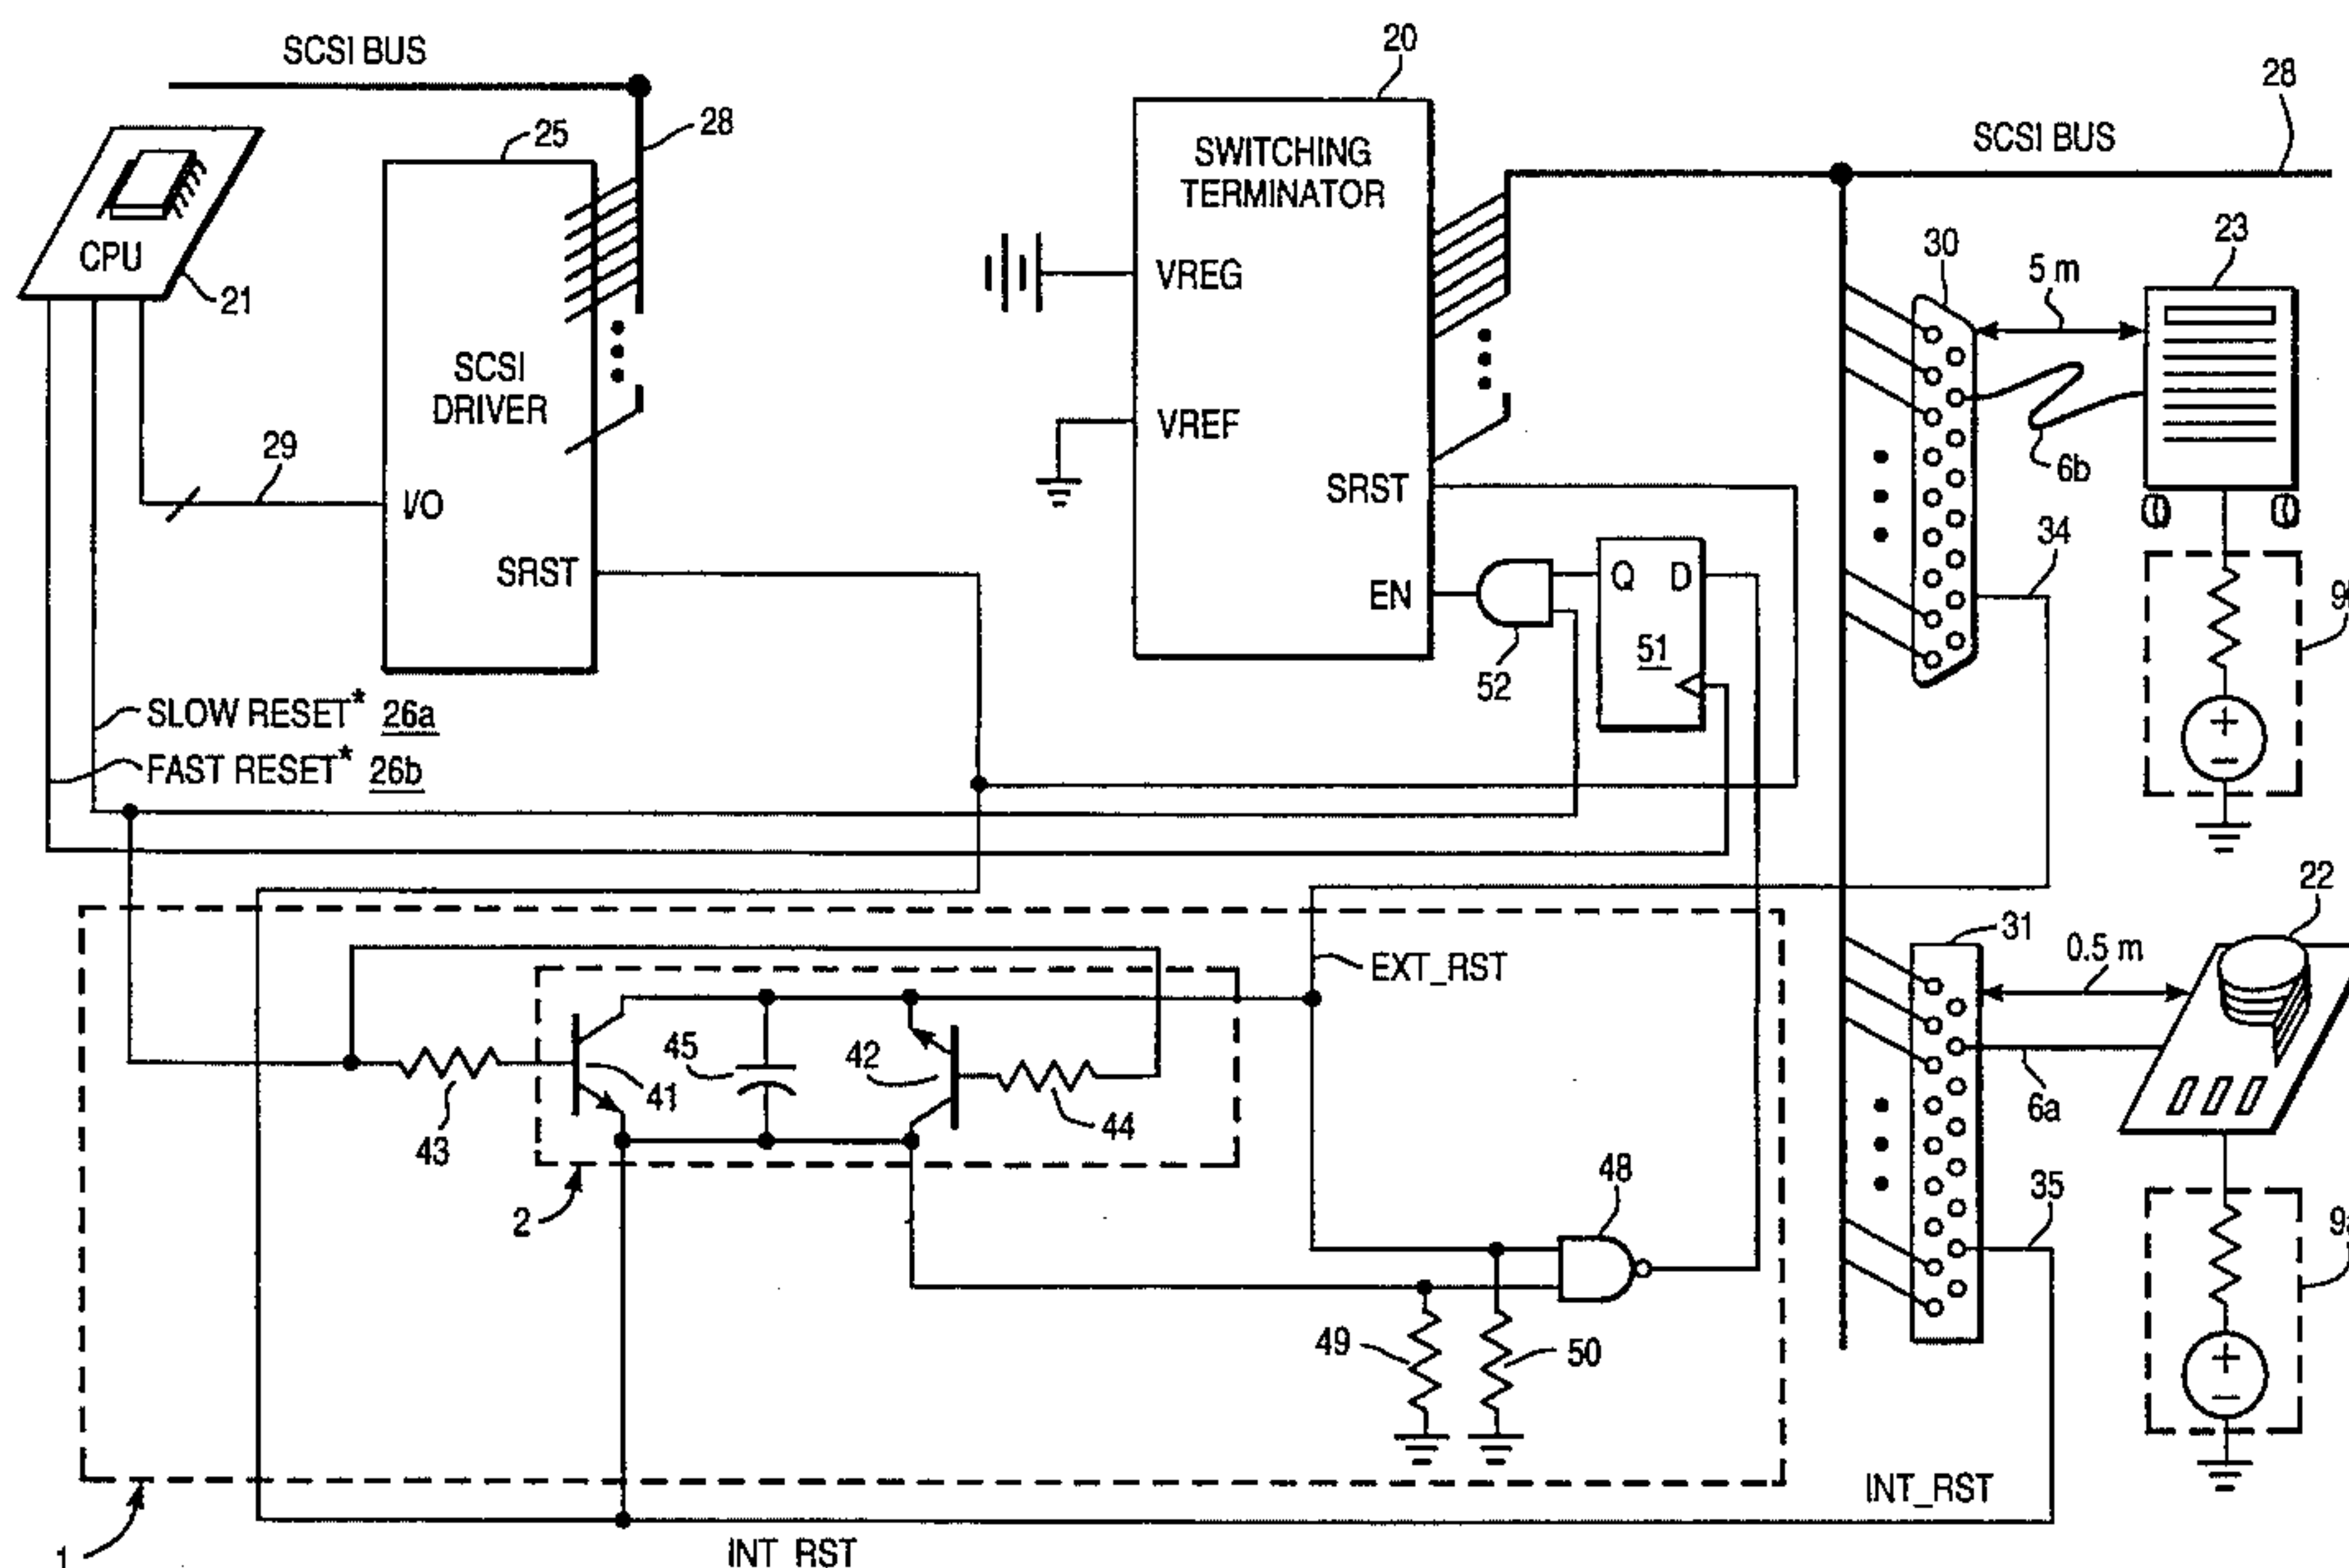 SCSI BUS
28
CPU
21
25
SCSI
DRIVER
I/O
SRST
29
SLOW RESET* 26a
FAST RESET* 26b
20
SWITCHING
TERMINATOR
VREG
VREF
SRST
EN
52
Q D
51
SCSI BUS
28
30
5 m
23
6b
34
31
0.5 m
22
6a
35
EXT_RST
43
41
45
42
44
2
48
49
50
1
INT_RST
INT_RST